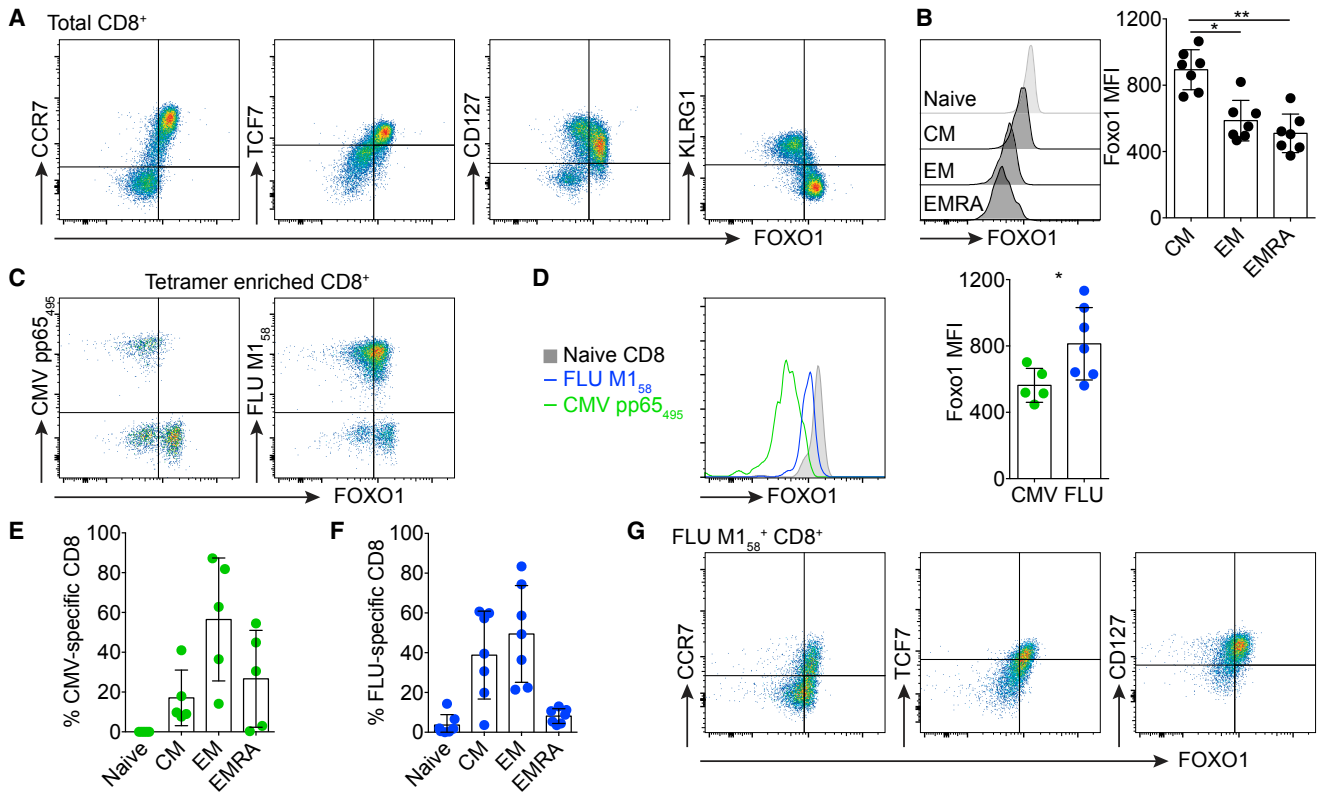 A
Total CD8⁺
CCR7
TCF7
CD127
KLRG1
FOXO1
B
Naive
CM
EM
EMRA
FOXO1
Foxo1 MFI
1200
800
400
0
*
**
CM
EM
EMRA
C
Tetramer enriched CD8⁺
CMV pp65₄₉₅
FLU M1₅₈
FOXO1
D
Naive CD8
FLU M1₅₈
CMV pp65₄₉₅
FOXO1
Foxo1 MFI
1200
800
400
0
*
CMV FLU
E
% CMV-specific CD8
100
80
60
40
20
0
Naive
CM
EM
EMRA
F
% FLU-specific CD8
100
80
60
40
20
0
Naive
CM
EM
EMRA
G
FLU M1₅₈⁺ CD8⁺
CCR7
TCF7
CD127
FOXO1